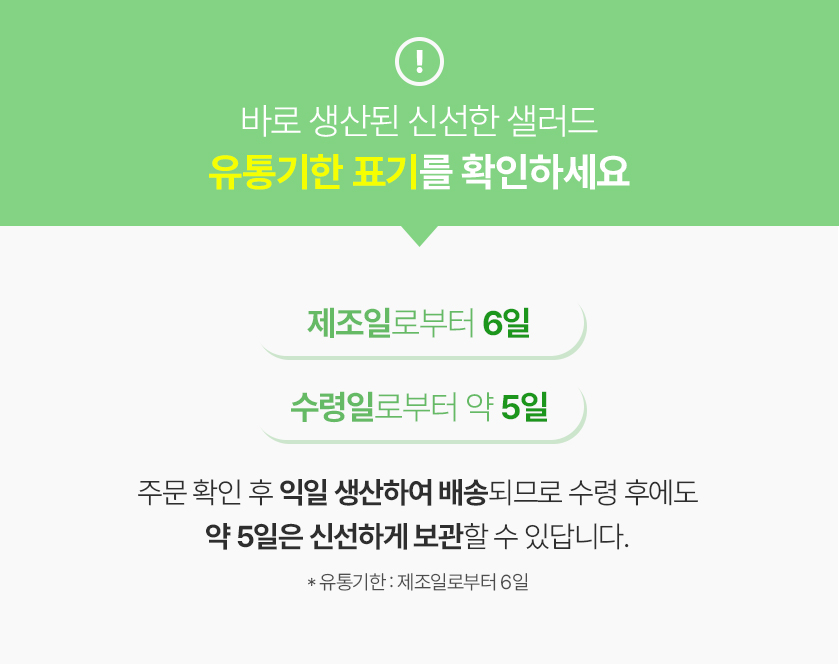 바로 생산된 신선한 샐러드
유통기한 표기를 확인하세요
제조일로부터 6일
수령일로부터 약 5일
주문 확인 후 익일 생산하여 배송되므로 수령 후에도
약 5일은 신선하게 보관할 수 있답니다.
* 유통기한 : 제조일로부터 6일